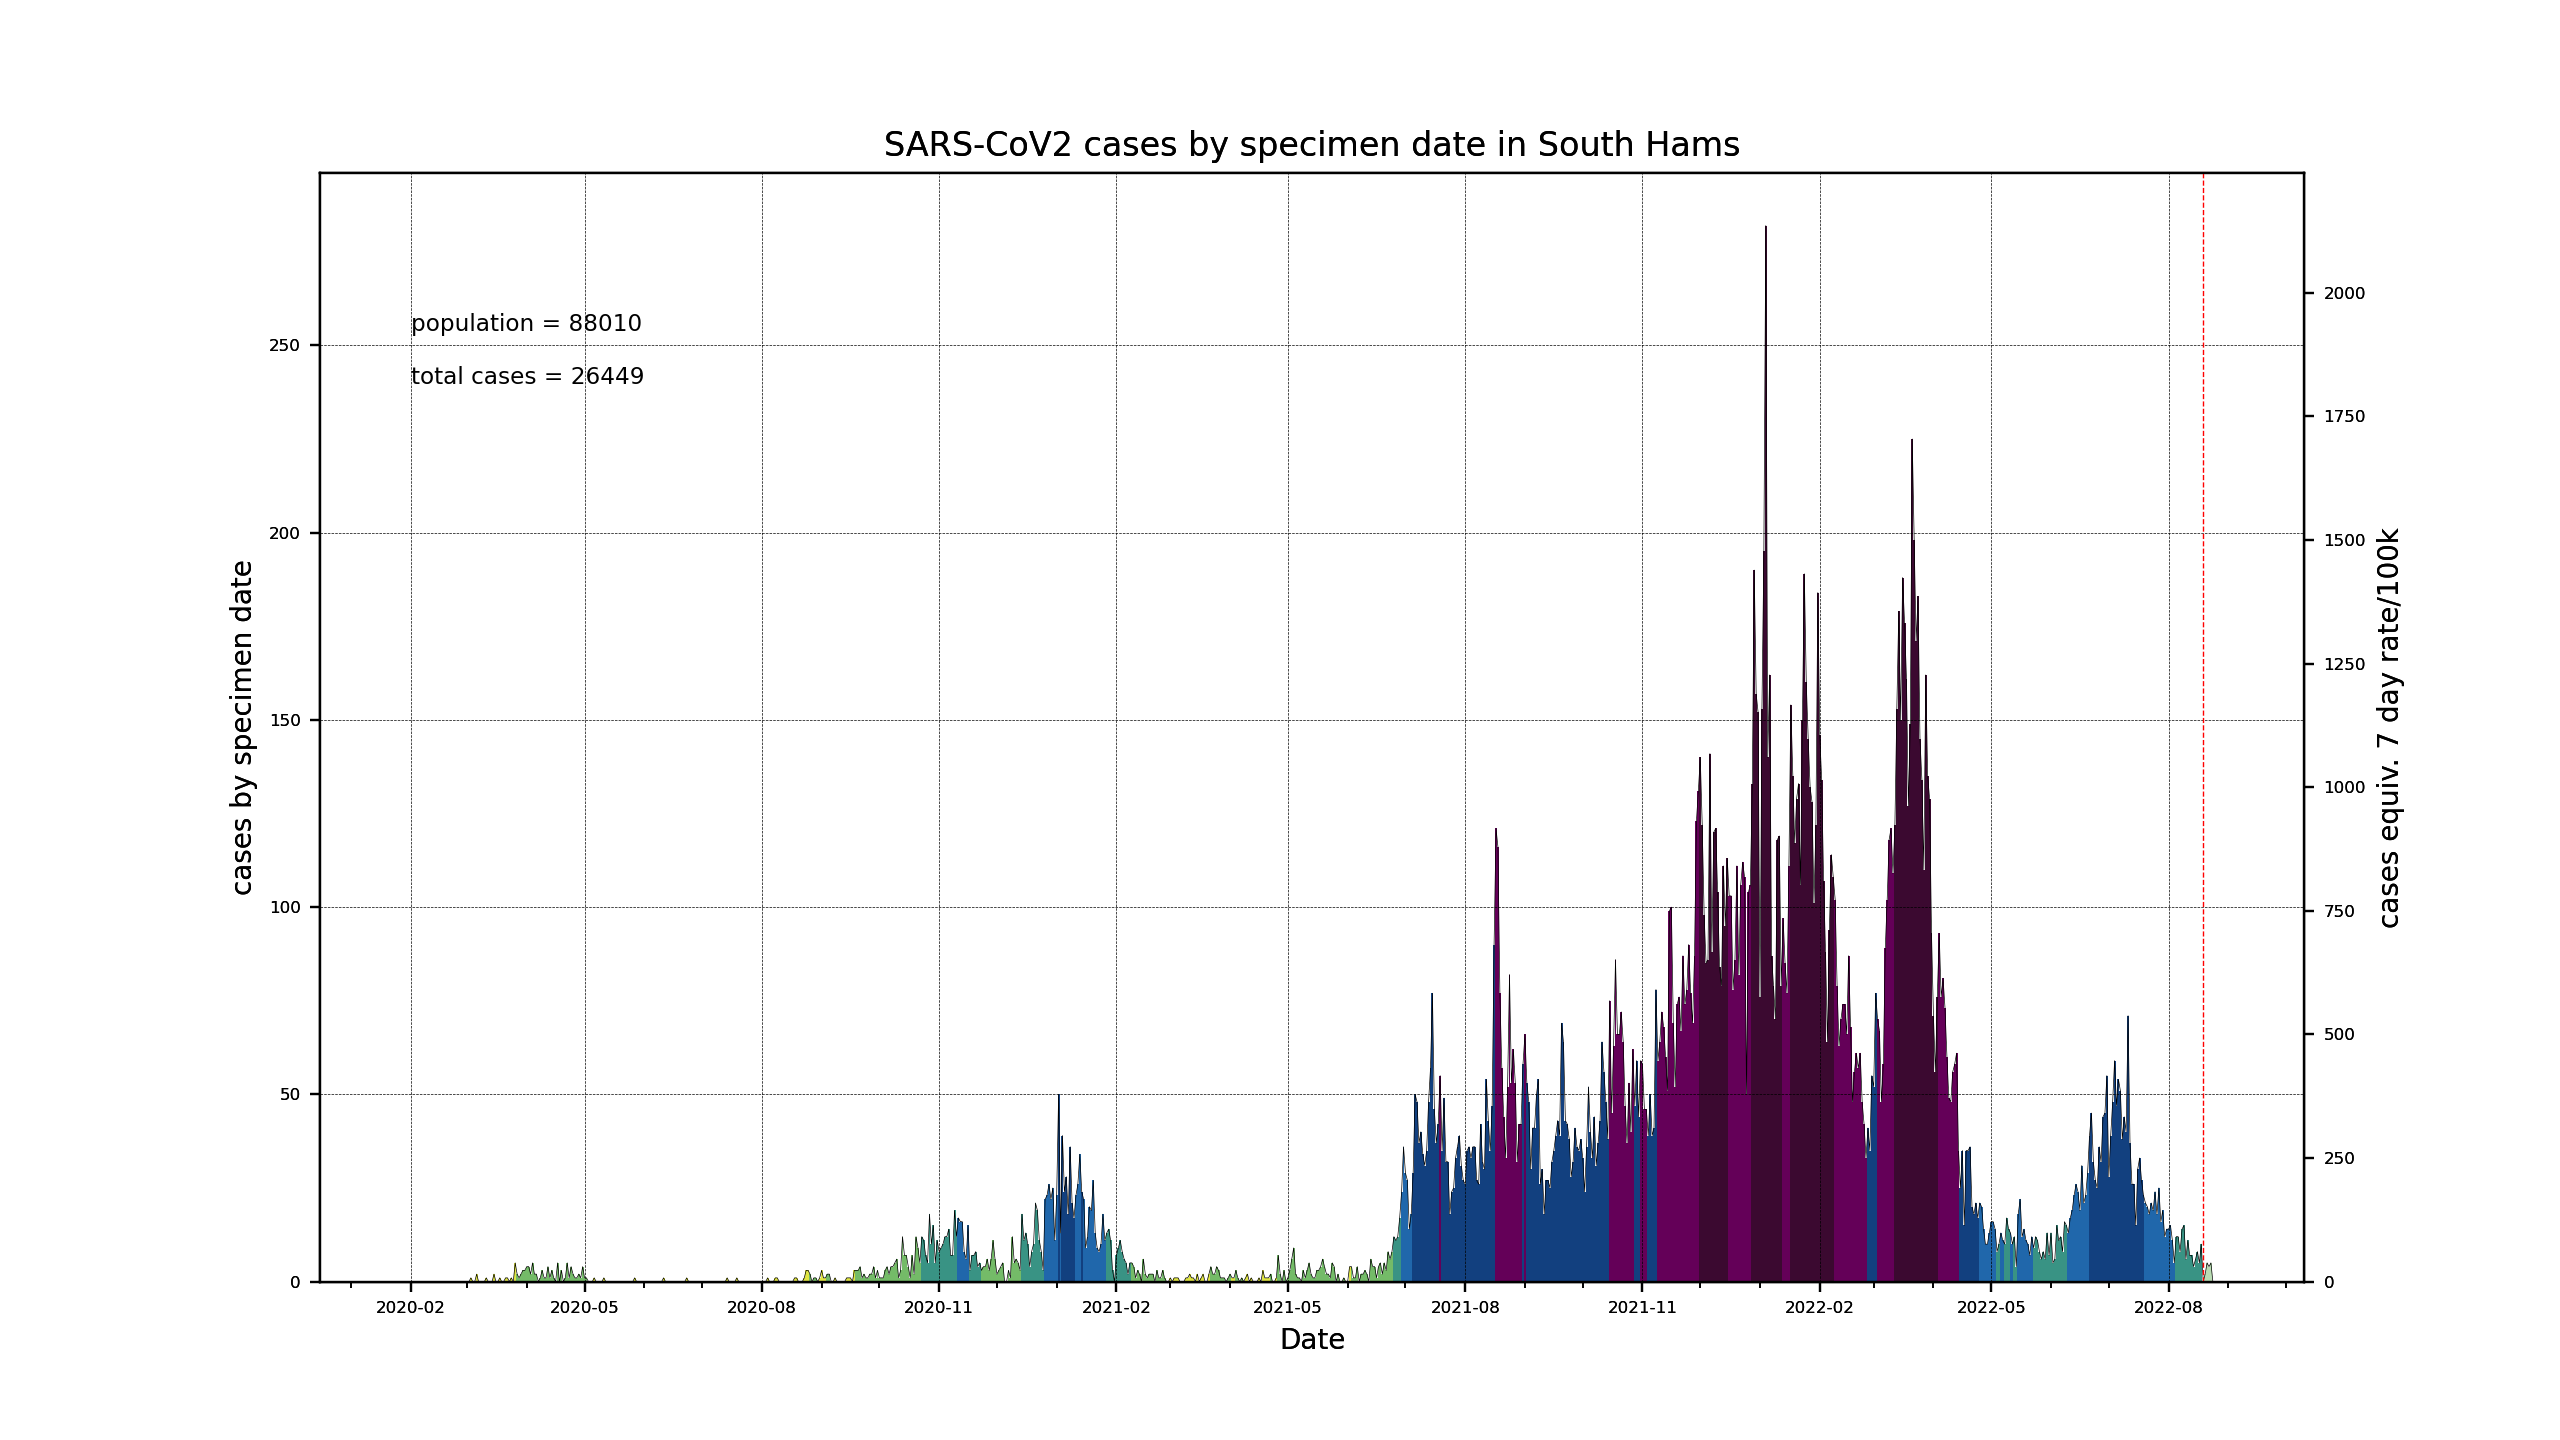 SARS-CoV2 cases by specimen date in South Hams
population = 88010
total cases = 26449
cases by specimen date
250
200
150
100
50
0
2000
1750
1500
1250
1000
750
500
250
0
cases equiv. 7 day rate/100k
2020-02 2020-05 2020-08 2020-11 2021-02 2021-05 2021-08 2021-11 2022-02 2022-05 2022-08
Date